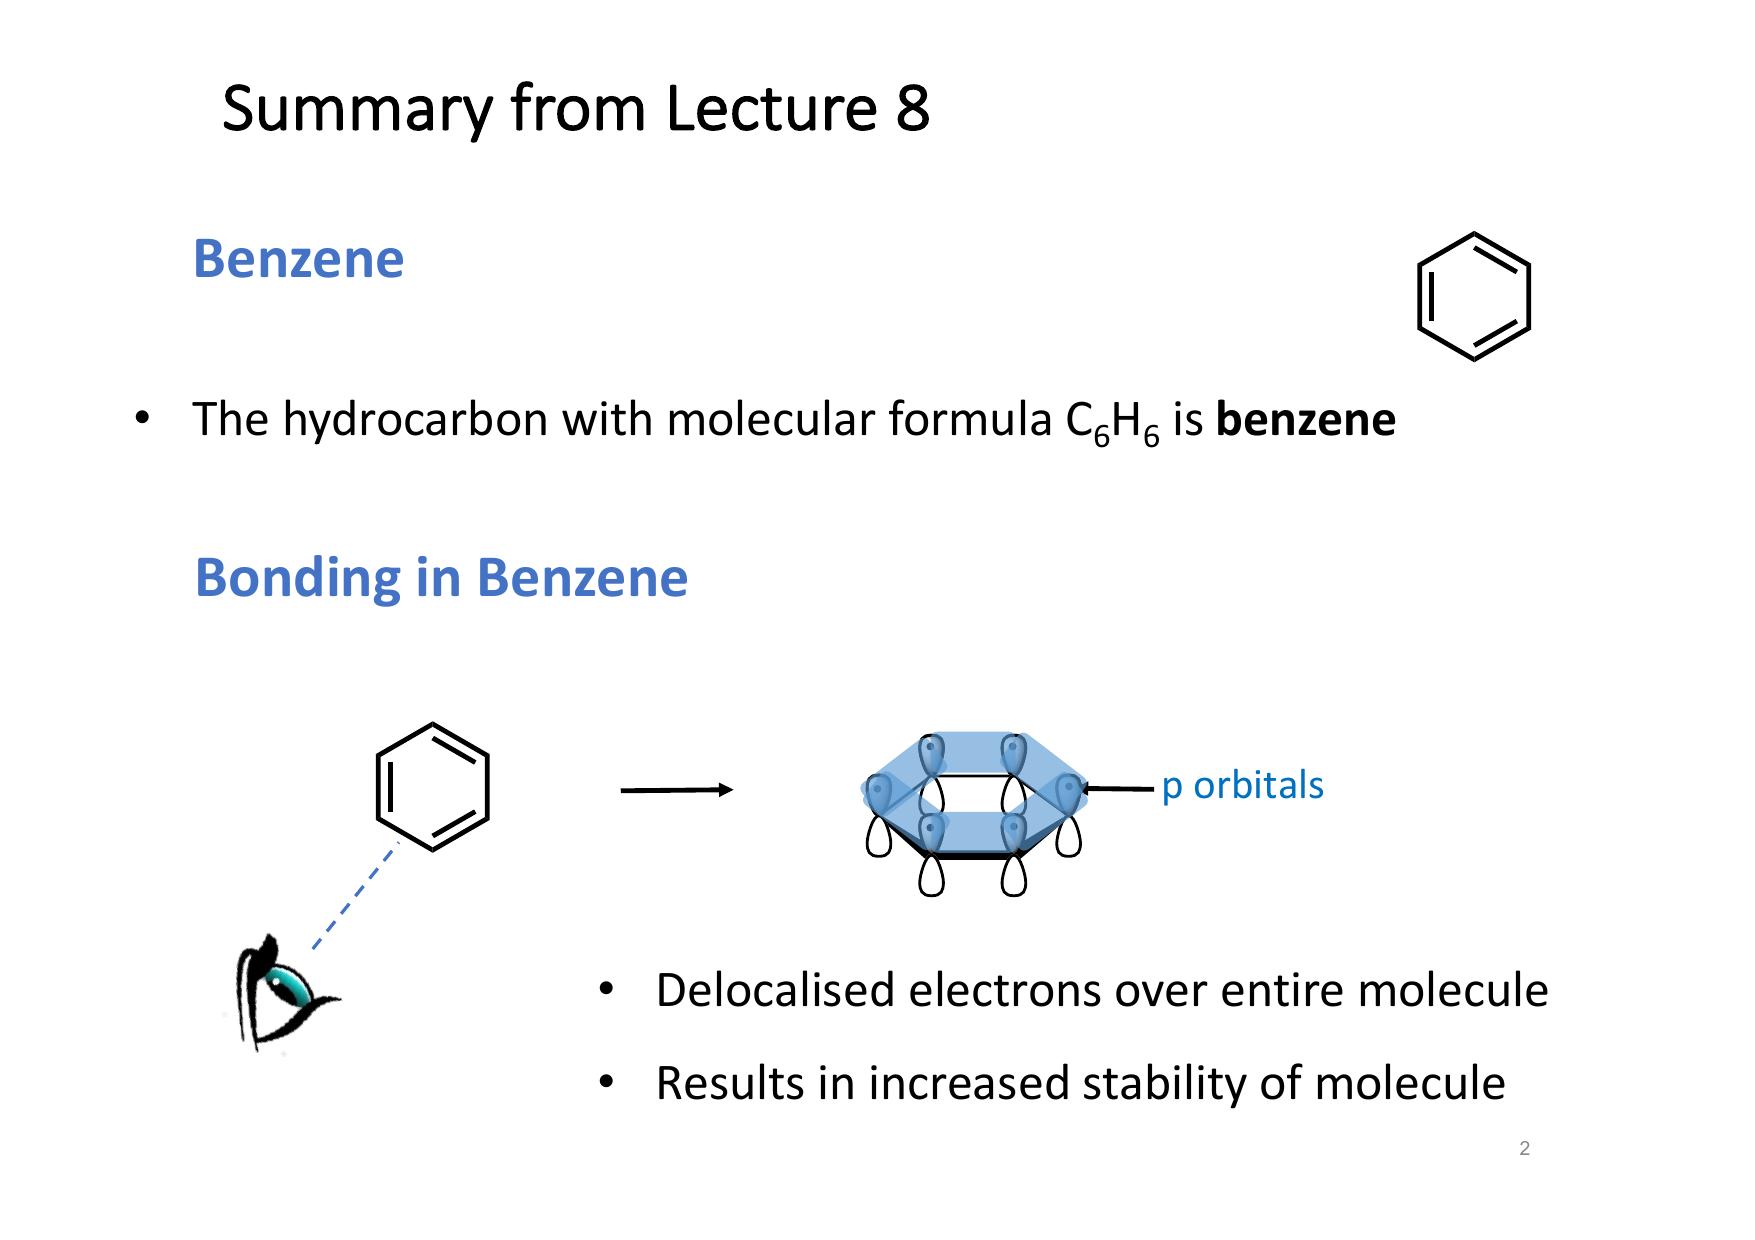 Summary from Lecture 8
Benzene
• The hydrocarbon with molecular formula C₆H₆ is benzene
Bonding in Benzene
p orbitals
• Delocalised electrons over entire molecule
• Results in increased stability of molecule
2